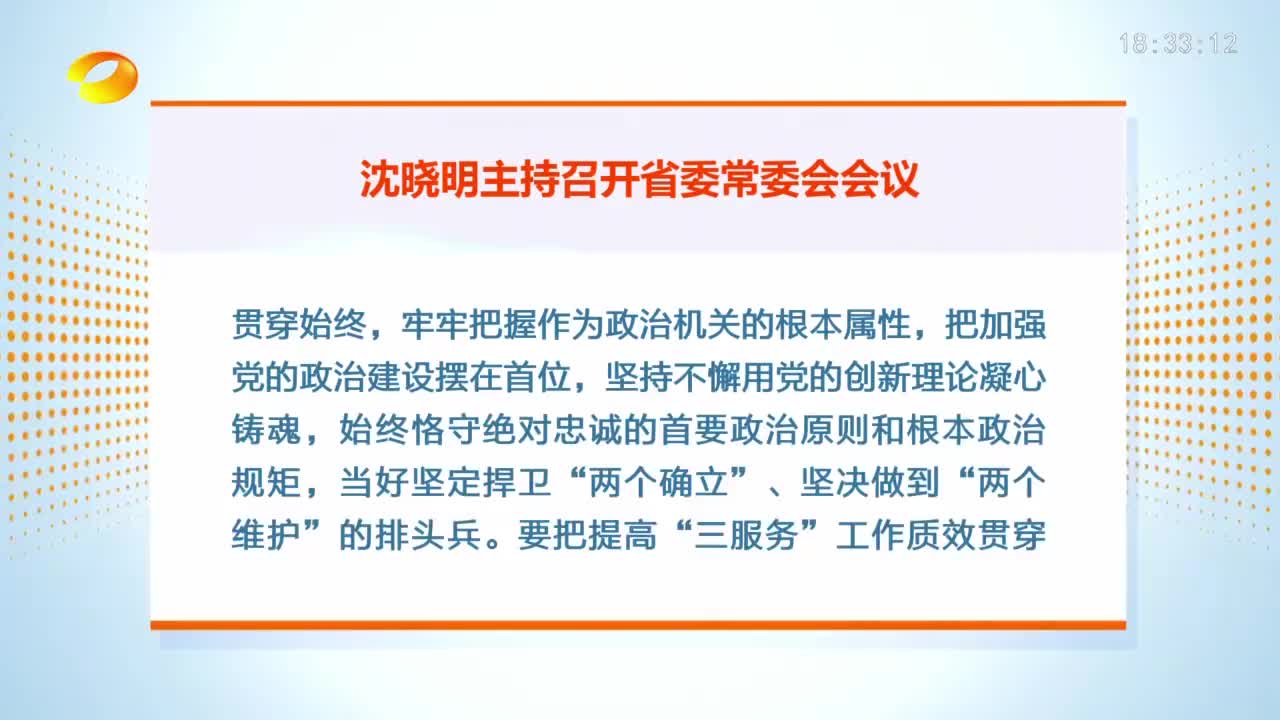 18:33:12
沈晓明主持召开省委常委会会议
贯穿始终，牢牢把握作为政治机关的根本属性，把加强
党的政治建设摆在首位，坚持不懈用党的创新理论凝心
铸魂，始终恪守绝对忠诚的首要政治原则和根本政治
规矩，当好坚定捍卫“两个确立”、坚决做到“两个
维护”的排头兵。要把提高“三服务”工作质效贯穿